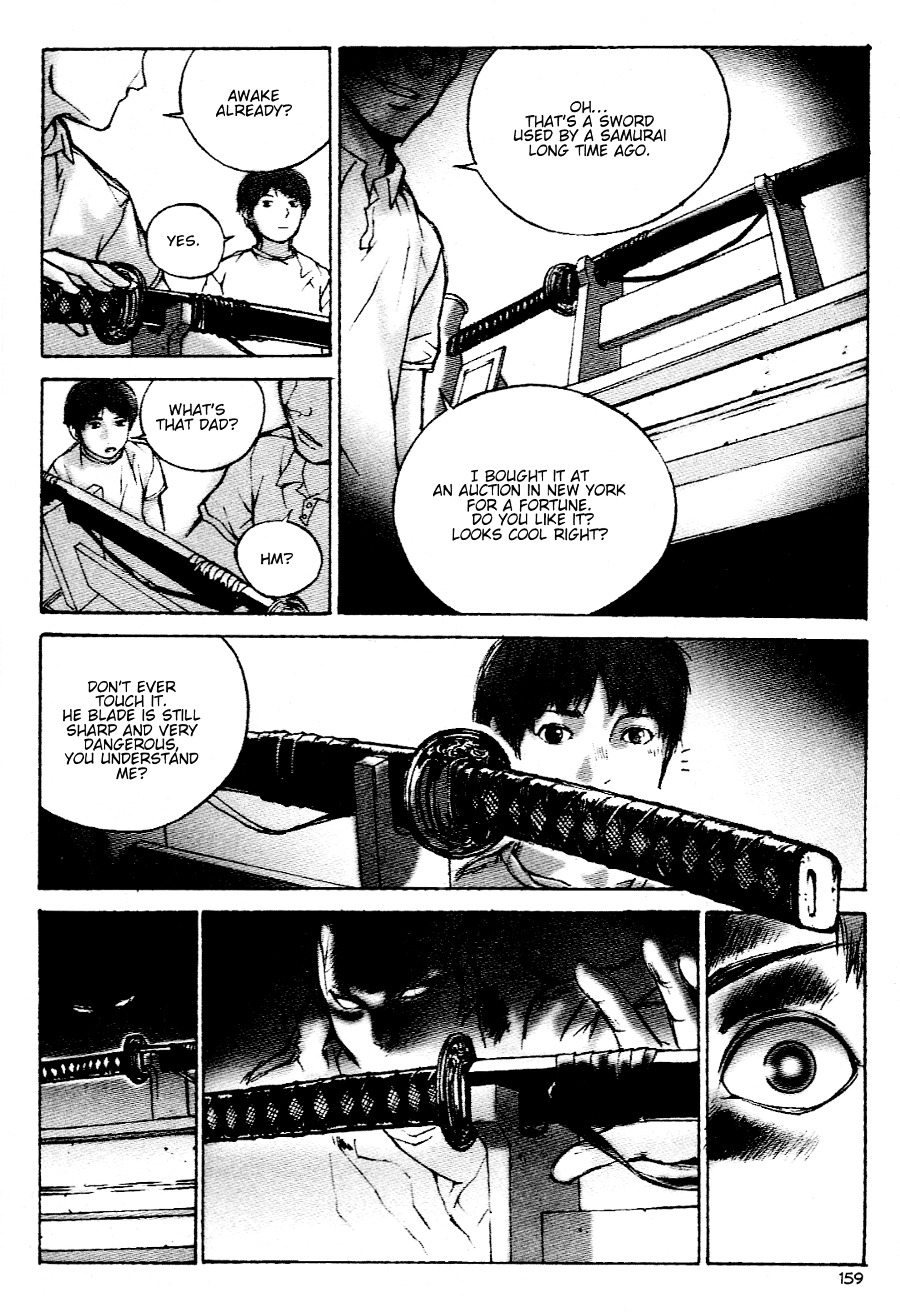 AWAKE
ALREADY?
YES.
WHAT'S
THAT DAD?
HM?
OH...
THAT'S A SWORD
USED BY A SAMURAI
LONG TIME AGO.
I BOUGHT IT AT
AN AUCTION IN NEW YORK
FOR A FORTUNE.
DO YOU LIKE IT?
LOOKS COOL RIGHT?
DON'T EVER
TOUCH IT.
HE BLADE IS STILL
SHARP AND VERY
DANGEROUS,
YOU UNDERSTAND
ME?
159